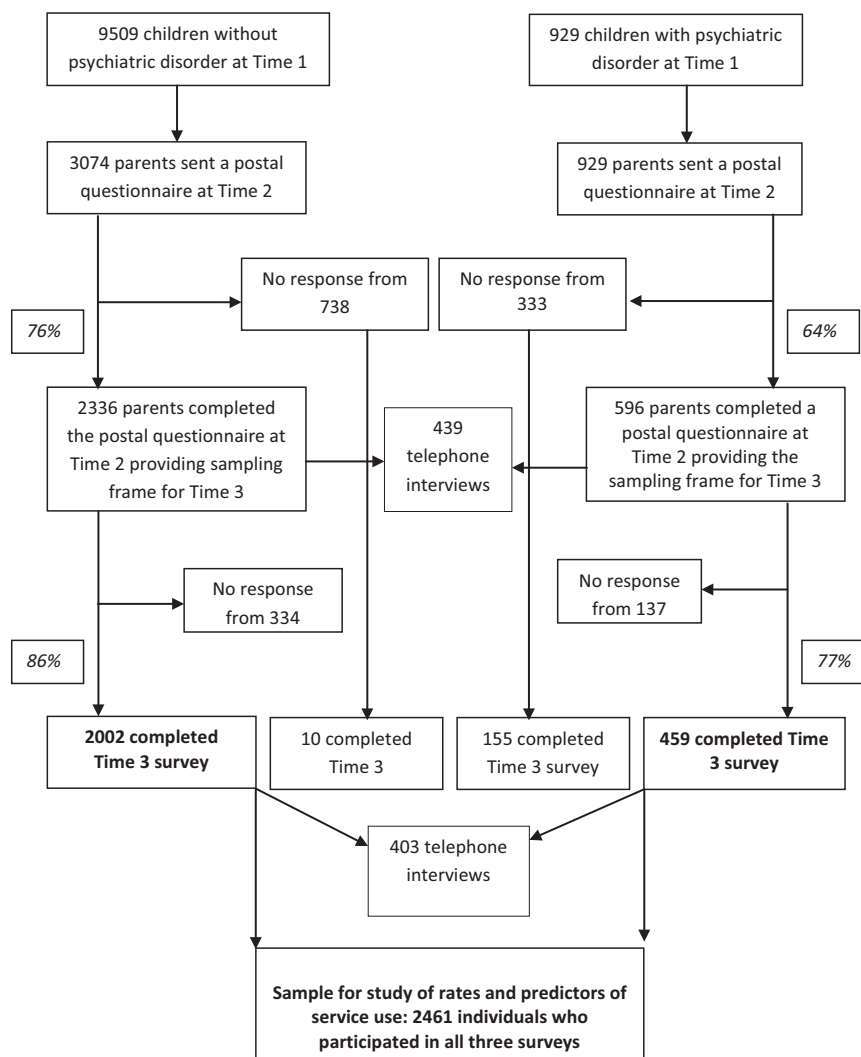 9509 children without
psychiatric disorder at Time 1
929 children with psychiatric
disorder at Time 1
3074 parents sent a postal
questionnaire at Time 2
929 parents sent a postal
questionnaire at Time 2
No response from
738
No response from
333
76%
64%
2336 parents completed
the postal questionnaire at
Time 2 providing sampling
frame for Time 3
439
telephone
interviews
596 parents completed a
postal questionnaire at
Time 2 providing the
sampling frame for Time 3
No response
from 334
No response
from 137
86%
77%
2002 completed
Time 3 survey
10 completed
Time 3
155 completed
Time 3 survey
459 completed Time
3 survey
403 telephone
interviews
Sample for study of rates and predictors of
service use: 2461 individuals who
participated in all three surveys